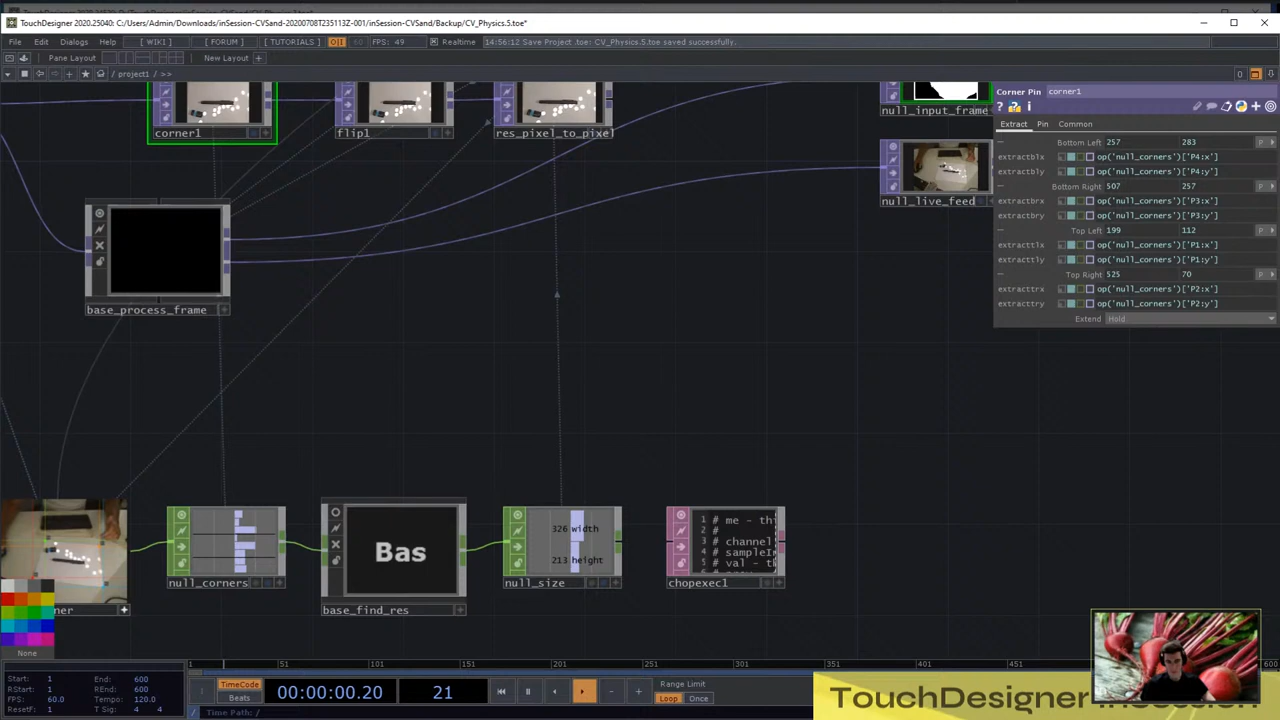 TouchDesigner 2020.25040: C:/Users/Admin/Downloads/inSession-CVSand-20200708T235113Z-001/inSession-CVSand/Backup/CV_Physics.5.toe*
File Edit Dialogs Help [ WIKI ] [ FORUM ] [ TUTORIALS ] O|| 60 FPS: 49 Realtime 14:56:12 Save Project .toe: CV_Physics.5.toe saved successfully.
Pane Layout New Layout +
/ project1 / >> 0
corner1 flip1 res_pixel_to_pixel null_input_frame
null_live_feed
base_process_frame
Corner Pin corner1
Extract Pin Common
Bottom Left 257 283 P
extractblx op('null_corners')['P4:x']
extractbly op('null_corners')['P4:y']
Bottom Right 507 257 P
extractbrx op('null_corners')['P3:x']
extractbry op('null_corners')['P3:y']
Top Left 199 112 P
extracttlx op('null_corners')['P1:x']
extracttly op('null_corners')['P1:y']
Top Right 525 70 P
extracttrx op('null_corners')['P2:x']
extracttry op('null_corners')['P2:y']
Extend Hold
ner
None
null_corners
Bas
base_find_res
326 width
213 height
null_size
1 # me - thi
2 #
3 # channel
4 # sampleIn
5 # val - th
chopexec1
1 51 101 151 201 251 301 351 401 451 600
Start: 1 End: 600
RStart: 1 REnd: 600
FPS: 60.0 Tempo: 120.0
ResetF: 1 T Sig: 4 4
TimeCode
Beats
00:00:00.20
21
Range Limit
Loop Once
/ Time Path: /
TouchDesigner